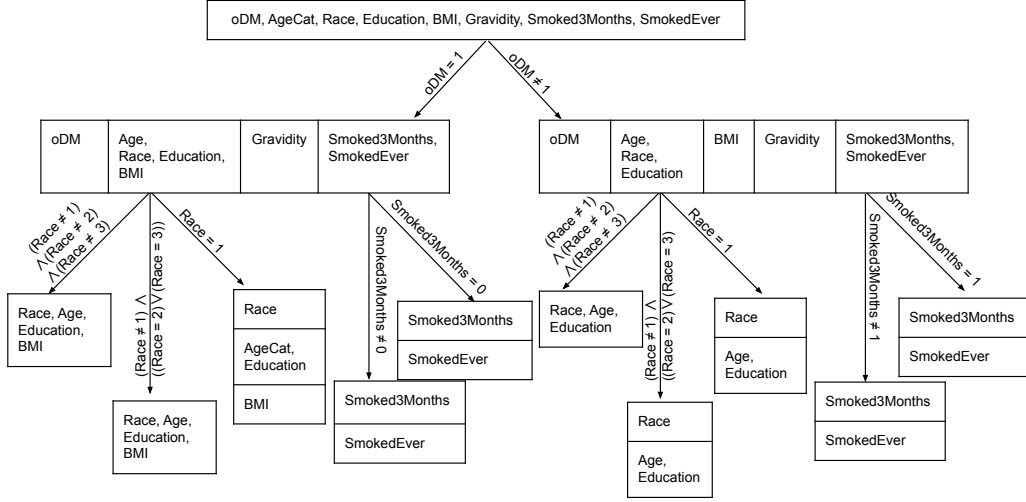 oDM, AgeCat, Race, Education, BMI, Gravidity, Smoked3Months, SmokedEver
oDM = 1
oDM ≠ 1
oDM
Age,
Race, Education,
BMI
Gravidity
Smoked3Months,
SmokedEver
oDM
Age,
Race,
Education
BMI
Gravidity
Smoked3Months,
SmokedEver
(Race ≠ 1)
∧(Race ≠ 2)
∧(Race ≠ 3)
(Race ≠ 1) ∧
((Race = 2) ∨ (Race = 3))
Race = 1
Smoked3Months ≠ 0
Smoked3Months = 0
(Race ≠ 1)
∧(Race ≠ 2)
∧(Race ≠ 3)
(Race ≠ 1) ∧
((Race = 2) ∨ (Race = 3)
Race = 1
Smoked3Months ≠ 1
Smoked3Months = 1
Race, Age,
Education,
BMI
Race, Age,
Education,
BMI
Race
AgeCat,
Education
BMI
Smoked3Months
SmokedEver
Smoked3Months
SmokedEver
Race, Age,
Education
Race
Age,
Education
Race
Age,
Education
Smoked3Months
SmokedEver
Smoked3Months
SmokedEver